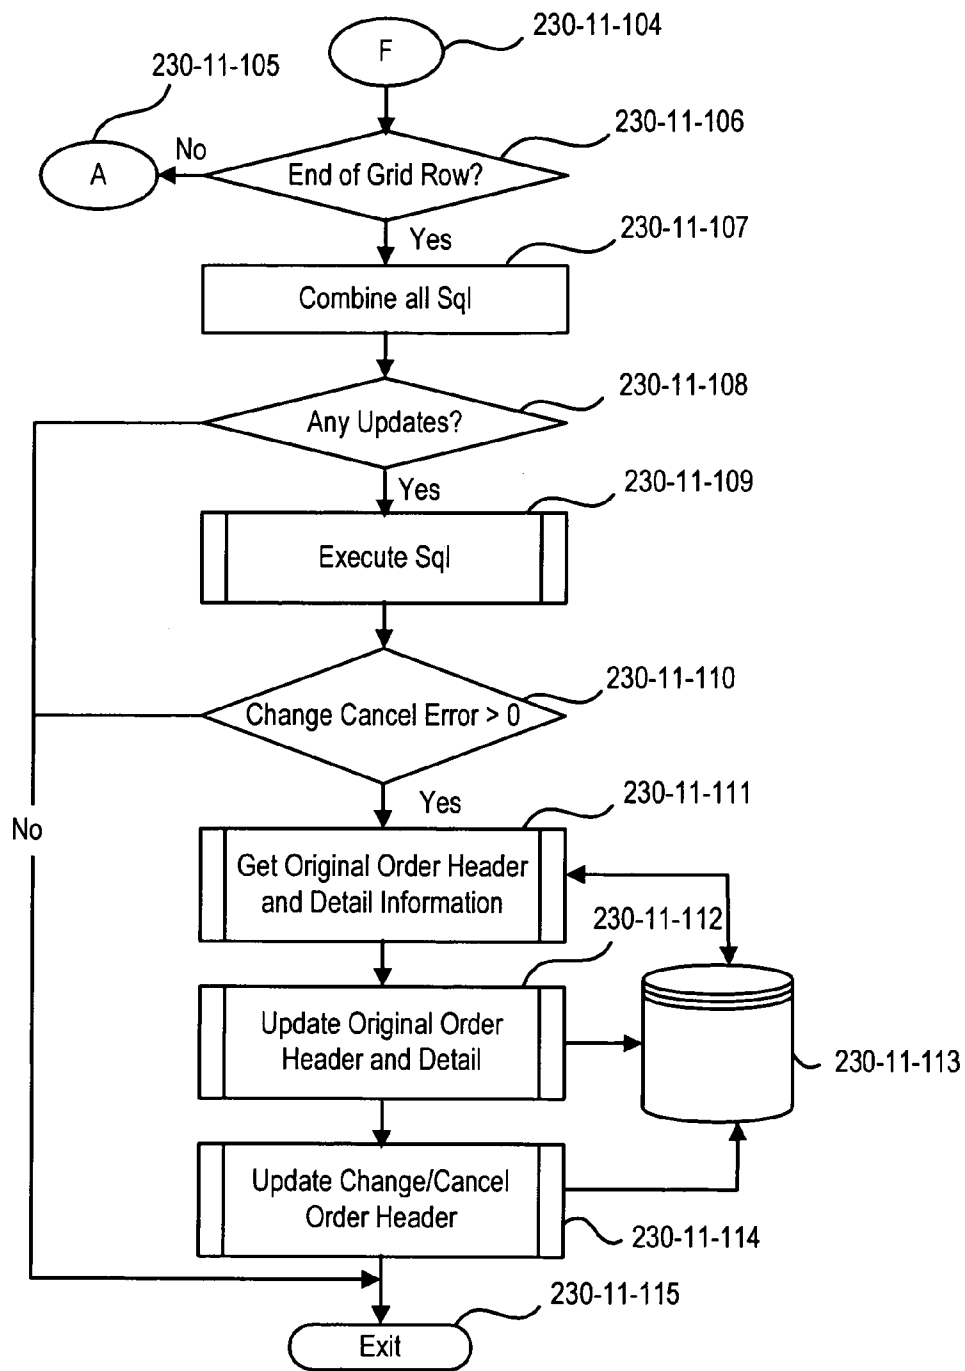 F
230-11-104
230-11-105
A
No
End of Grid Row?
230-11-106
Yes
230-11-107
Combine all Sql
230-11-108
Any Updates?
Yes
230-11-109
Execute Sql
230-11-110
Change Cancel Error > 0
Yes
230-11-111
No
Get Original Order Header
and Detail Information
230-11-112
Update Original Order
Header and Detail
230-11-113
Update Change/Cancel
Order Header
230-11-114
230-11-115
Exit